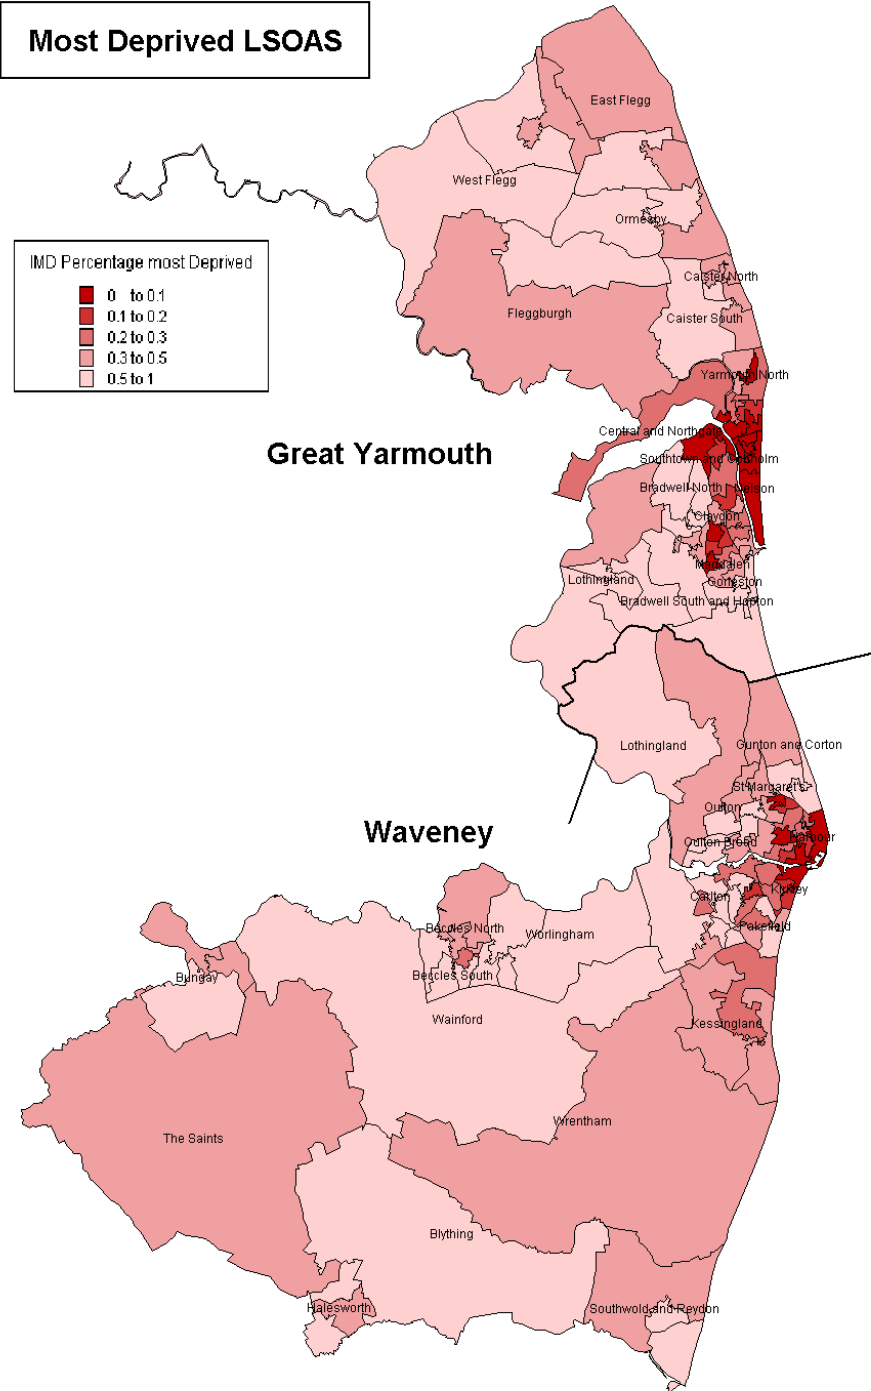 Most Deprived LSOAS
East Flegg
West Flegg
Ormesby
IMD Percentage most Deprived
0 to 0.1
0.1 to 0.2
0.2 to 0.3
0.3 to 0.5
0.5 to 1
Caister North
Fleggburgh
Caister South
Yarmouth North
Central and Northgate
Great Yarmouth
Southtown and Cobholm
Bradwell North
Nelson
Claydon
Magdalen
Lothingland
Gorleston
Bradwell South and Hopton
Lothingland
Gunton and Corton
St Margaret's
Oulton
Waveney
Harbour
Oulton Broad
Kirkley
Carlton
Pakefield
Beccles North
Worlingham
Bungay
Beccles South
Wainford
Kessingland
Wrentham
The Saints
Blything
Halesworth
Southwold and Reydon